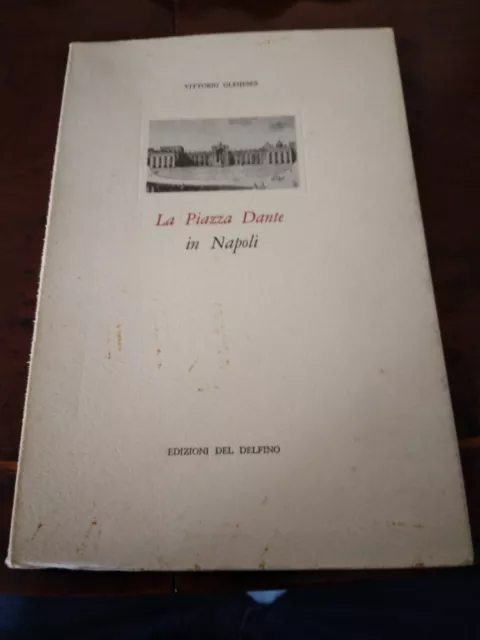 VITTORIO GLEIJESES
La Piazza Dante
in Napoli
EDIZIONI DEL DELFINO